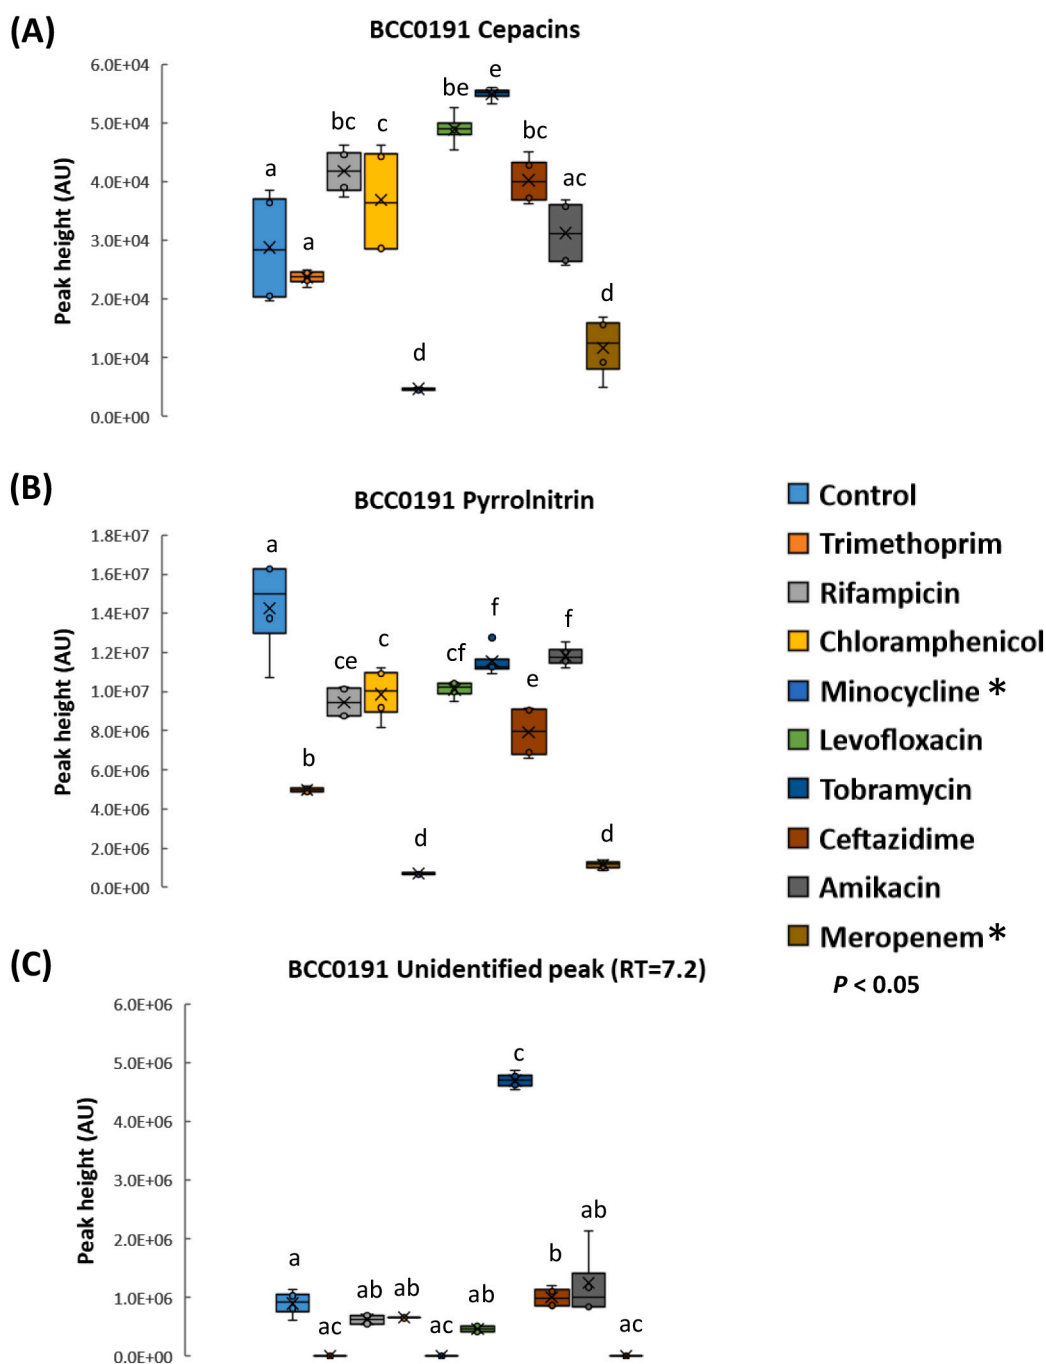 (A)
BCC0191 Cepacins
Peak height (AU)
6.0E+04
5.0E+04
4.0E+04
3.0E+04
2.0E+04
1.0E+04
0.0E+00
a
a
bc
c
d
be
e
bc
ac
d
(B)
BCC0191 Pyrrolnitrin
Peak height (AU)
1.8E+07
1.6E+07
1.4E+07
1.2E+07
1.0E+07
8.0E+06
6.0E+06
4.0E+06
2.0E+06
0.0E+00
a
b
ce
c
d
cf
f
e
f
d
Control
Trimethoprim
Rifampicin
Chloramphenicol
Minocycline *
Levofloxacin
Tobramycin
Ceftazidime
Amikacin
Meropenem *
P < 0.05
(C)
BCC0191 Unidentified peak (RT=7.2)
Peak height (AU)
6.0E+06
5.0E+06
4.0E+06
3.0E+06
2.0E+06
1.0E+06
0.0E+00
a
ac
ab
ab
ac
ab
c
b
ab
ac